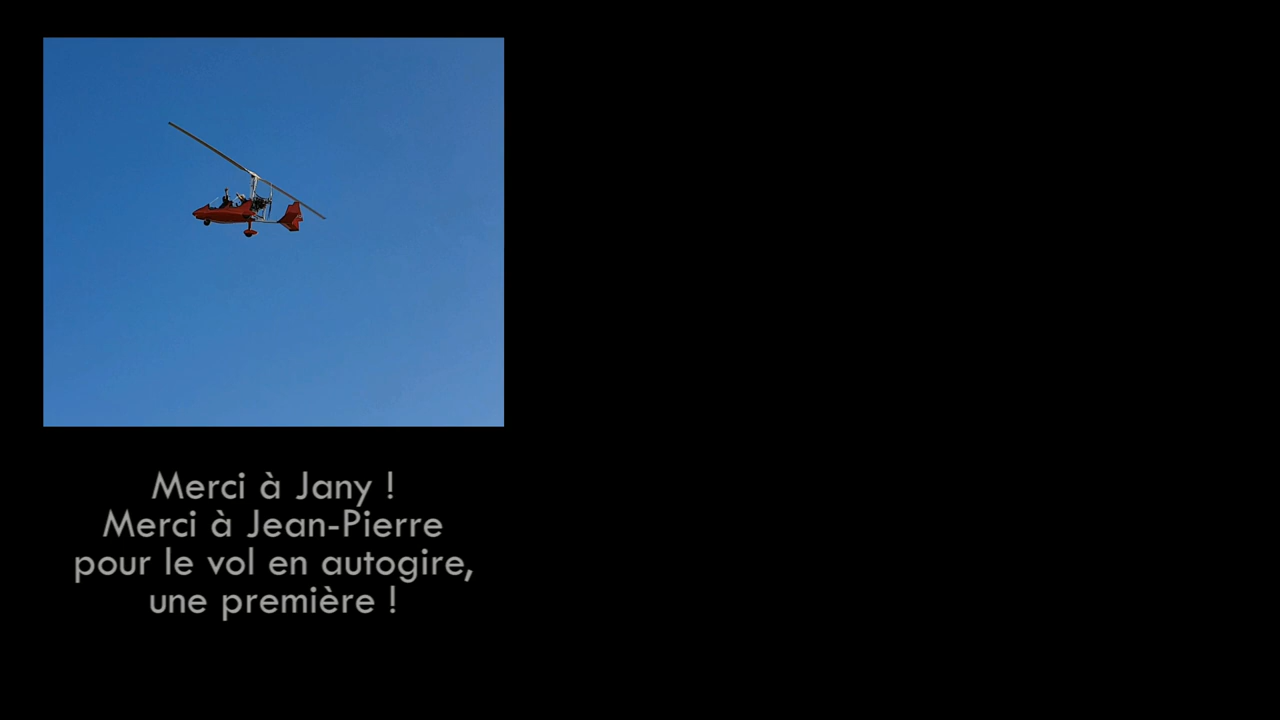 Merci à Jany !
Merci à Jean-Pierre
pour le vol en autogire,
une première !